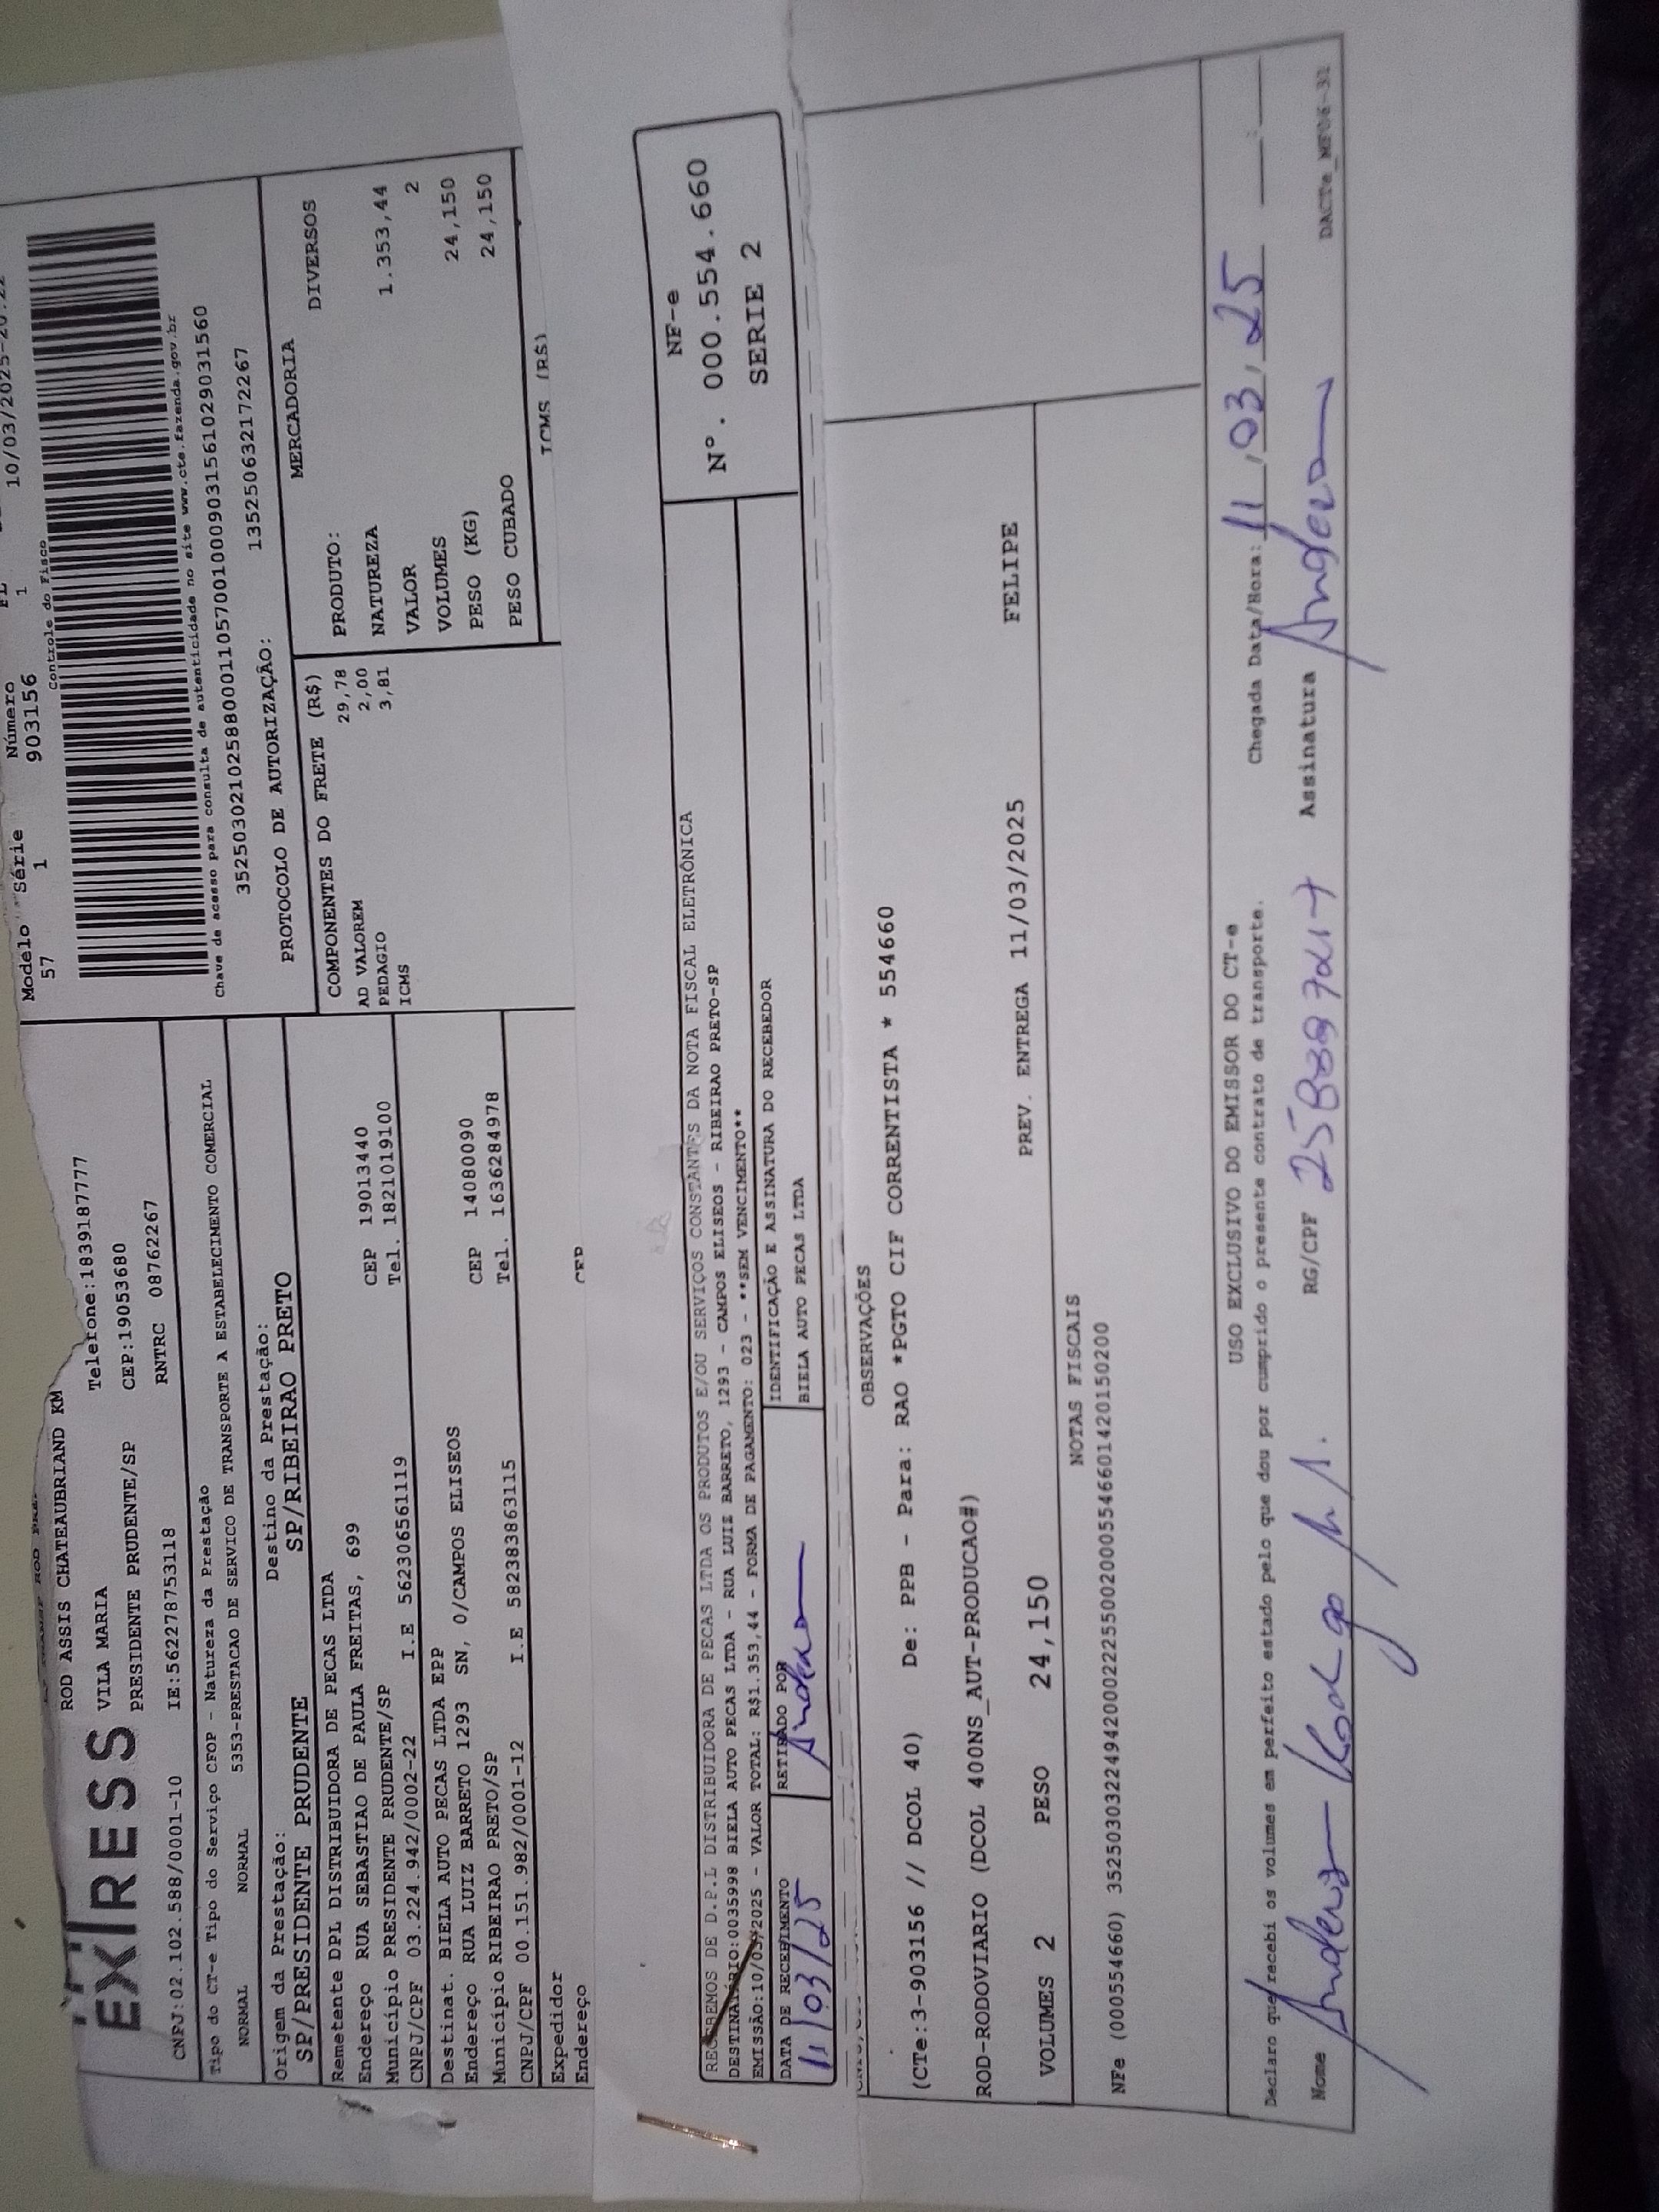 EX/RESS
ROD ASSIS CHATEAUBRIAND KM
VILA MARIA Telefone:1839187777
PRESIDENTE PRUDENTE/SP CEP:19053680
CNPJ:02.102.588/0001-10 IE:562278753118 RNTRC 08762267
Tipo do CT-e Tipo do Serviço CFOP - Natureza da Prestação
NORMAL NORMAL 5353-PRESTACAO DE SERVICO DE TRANSPORTE A ESTABELECIMENTO COMERCIAL
Origem da Prestação: Destino da Prestação:
SP/PRESIDENTE PRUDENTE SP/RIBEIRAO PRETO
Remetente DPL DISTRIBUIDORA DE PECAS LTDA
Endereço RUA SEBASTIAO DE PAULA FREITAS, 699 CEP 19013440
Município PRESIDENTE PRUDENTE/SP Tel. 1821019100
CNPJ/CPF 03.224.942/0002-22 I.E 562306561119
Destinat. BIELA AUTO PECAS LTDA EPP
Endereço RUA LUIZ BARRETO 1293 SN, 0/CAMPOS ELISEOS CEP 14080090
Município RIBEIRAO PRETO/SP Tel. 1636284978
CNPJ/CPF 00.151.982/0001-12 I.E 582383863115
Expedidor
Endereço CEP
Modelo Série Número FL 10/03/2025
57 1 903156 1
Controle do Fisco
Chave de acesso para consulta de autenticidade no site www.cte.fazenda.gov.br
35250302102588000110570010009031561029031560
PROTOCOLO DE AUTORIZAÇÃO: 135250632172267
COMPONENTES DO FRETE (R$)
AD VALOREM 29,78
PEDAGIO 2,00
ICMS 3,81
MERCADORIA
PRODUTO: DIVERSOS
NATUREZA
VALOR 1.353,44
VOLUMES 2
PESO (KG) 24,150
PESO CUBADO 24,150
ICMS (R$)
RECEBEMOS DE D.P.L DISTRIBUIDORA DE PECAS LTDA OS PRODUTOS E/OU SERVIÇOS CONSTANTES DA NOTA FISCAL ELETRÔNICA
DESTINATÁRIO:0035998 BIELA AUTO PECAS LTDA - RUA LUIZ BARRETO, 1293 - CAMPOS ELISEOS - RIBEIRAO PRETO-SP
EMISSÃO:10/03/2025 - VALOR TOTAL: R$1.353,44 - FORMA DE PAGAMENTO: 023 - **SEM VENCIMENTO**
DATA DE RECEBIMENTO RETIRADO POR IDENTIFICAÇÃO E ASSINATURA DO RECEBEDOR
11/03/25 Anderson BIELA AUTO PECAS LTDA
NF-e
Nº. 000.554.660
SERIE 2
OBSERVAÇÕES
(CTe:3-903156 // DCOL 40) De: PPB - Para: RAO *PGTO CIF CORRENTISTA * 554660
ROD-RODOVIARIO (DCOL 400NS_AUT-PRODUCAO#)
PREV. ENTREGA 11/03/2025 FELIPE
VOLUMES 2 PESO 24,150
NOTAS FISCAIS
NFe (000554660) 35250303224942000222550020005546601420150200
USO EXCLUSIVO DO EMISSOR DO CT-e
Declaro que recebi os volumes em perfeito estado pelo que dou por cumprido o presente contrato de transporte. Chegada Data/Hora: 11/03/25
Nome Anderson RG/CPF Assinatura Anderson
DACTe_MF06-31